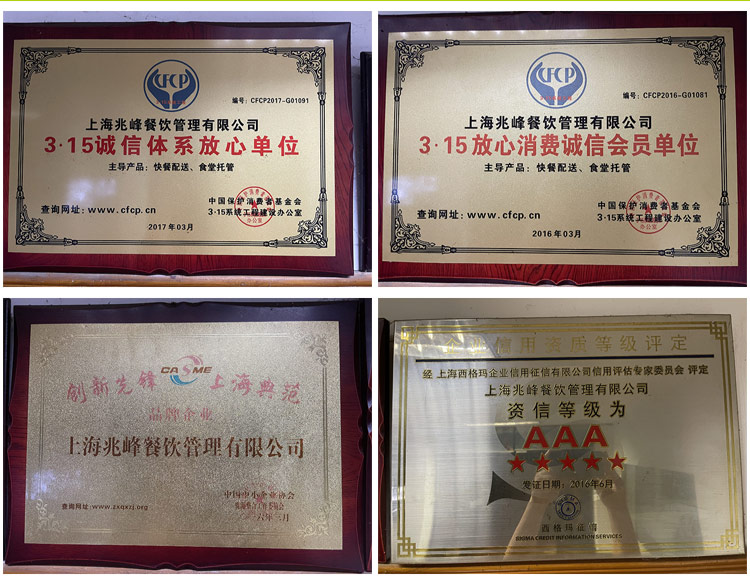 CFCP
编号：CFCP2017-G01091
上海兆峰餐饮管理有限公司
3·15诚信体系放心单位
主导产品：快餐配送、食堂托管
中国保护消费者基金会
查询网址：www.cfcp.cn
3·15系统工程建设办公室
2017年03月
CFCP
编号：CFCP2016-G01081
上海兆峰餐饮管理有限公司
3·15放心消费诚信会员单位
主导产品：快餐配送、食堂托管
中国保护消费者基金会
查询网址：www.cfcp.cn
3·15系统工程建设办公室
2016年03月
CASME
创新先锋 上海典范
品牌企业
上海兆峰餐饮管理有限公司
中国中小企业协会
查询网址：www.zxqxzj.org
企业信用资质等级评定
经 上海西格玛企业信用征信有限公司信用评估专家委员会 评定
上海兆峰餐饮管理有限公司
资信等级为
AAA
发证日期：2016年6月
西格玛征信
SIGMA CREDIT INFORMATION SERVICES